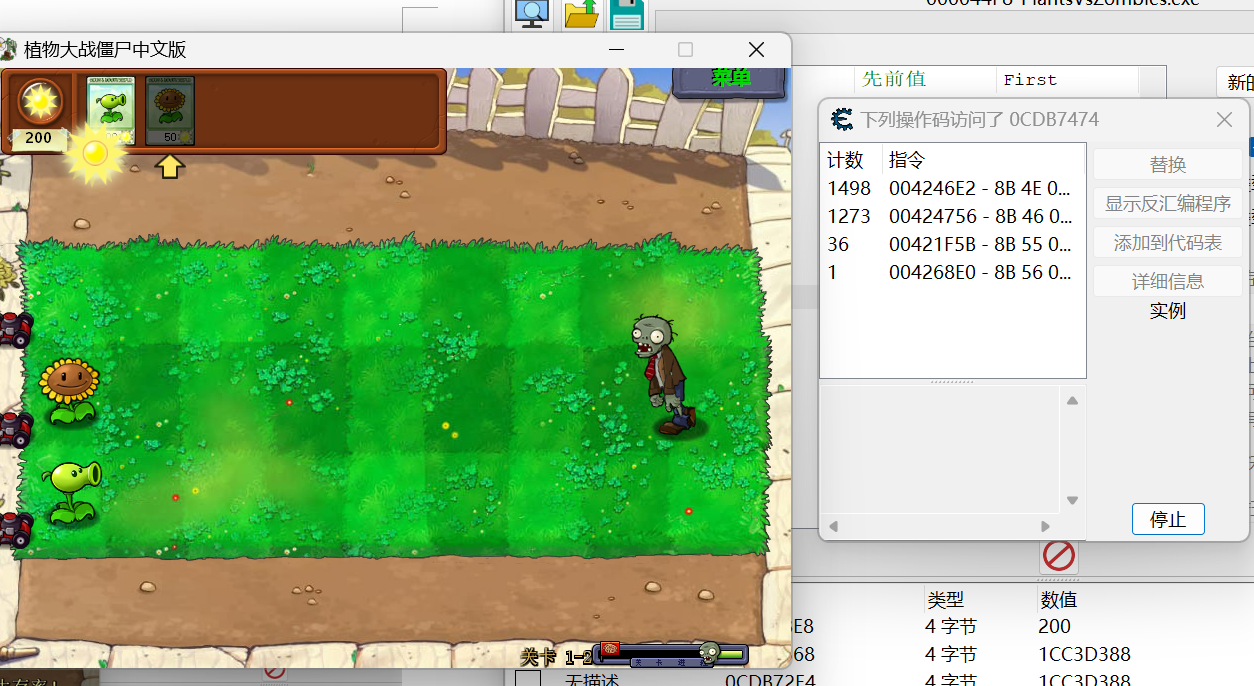 植物大战僵尸中文版
200
50
菜单
关卡 1-2
先前值 First
新的
下列操作码访问了 0CDB7474
计数 指令
1498 004246E2 - 8B 4E 0...
1273 00424756 - 8B 46 0...
36 00421F5B - 8B 55 0...
1 004268E0 - 8B 56 0...
替换
显示反汇编程序
添加到代码表
详细信息
实例
停止
类型 数值
E8 4 字节 200
68 4 字节 1CC3D388
无描述 0CDB72F4 4 字节 1CC3D388